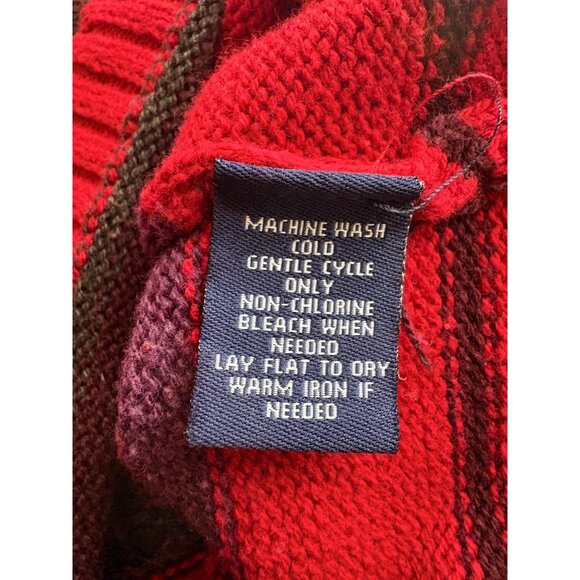 MACHINE WASH
COLD
GENTLE CYCLE
ONLY
NON-CHLORINE
BLEACH WHEN
NEEDED
LAY FLAT TO DRY
WARM IRON IF
NEEDED